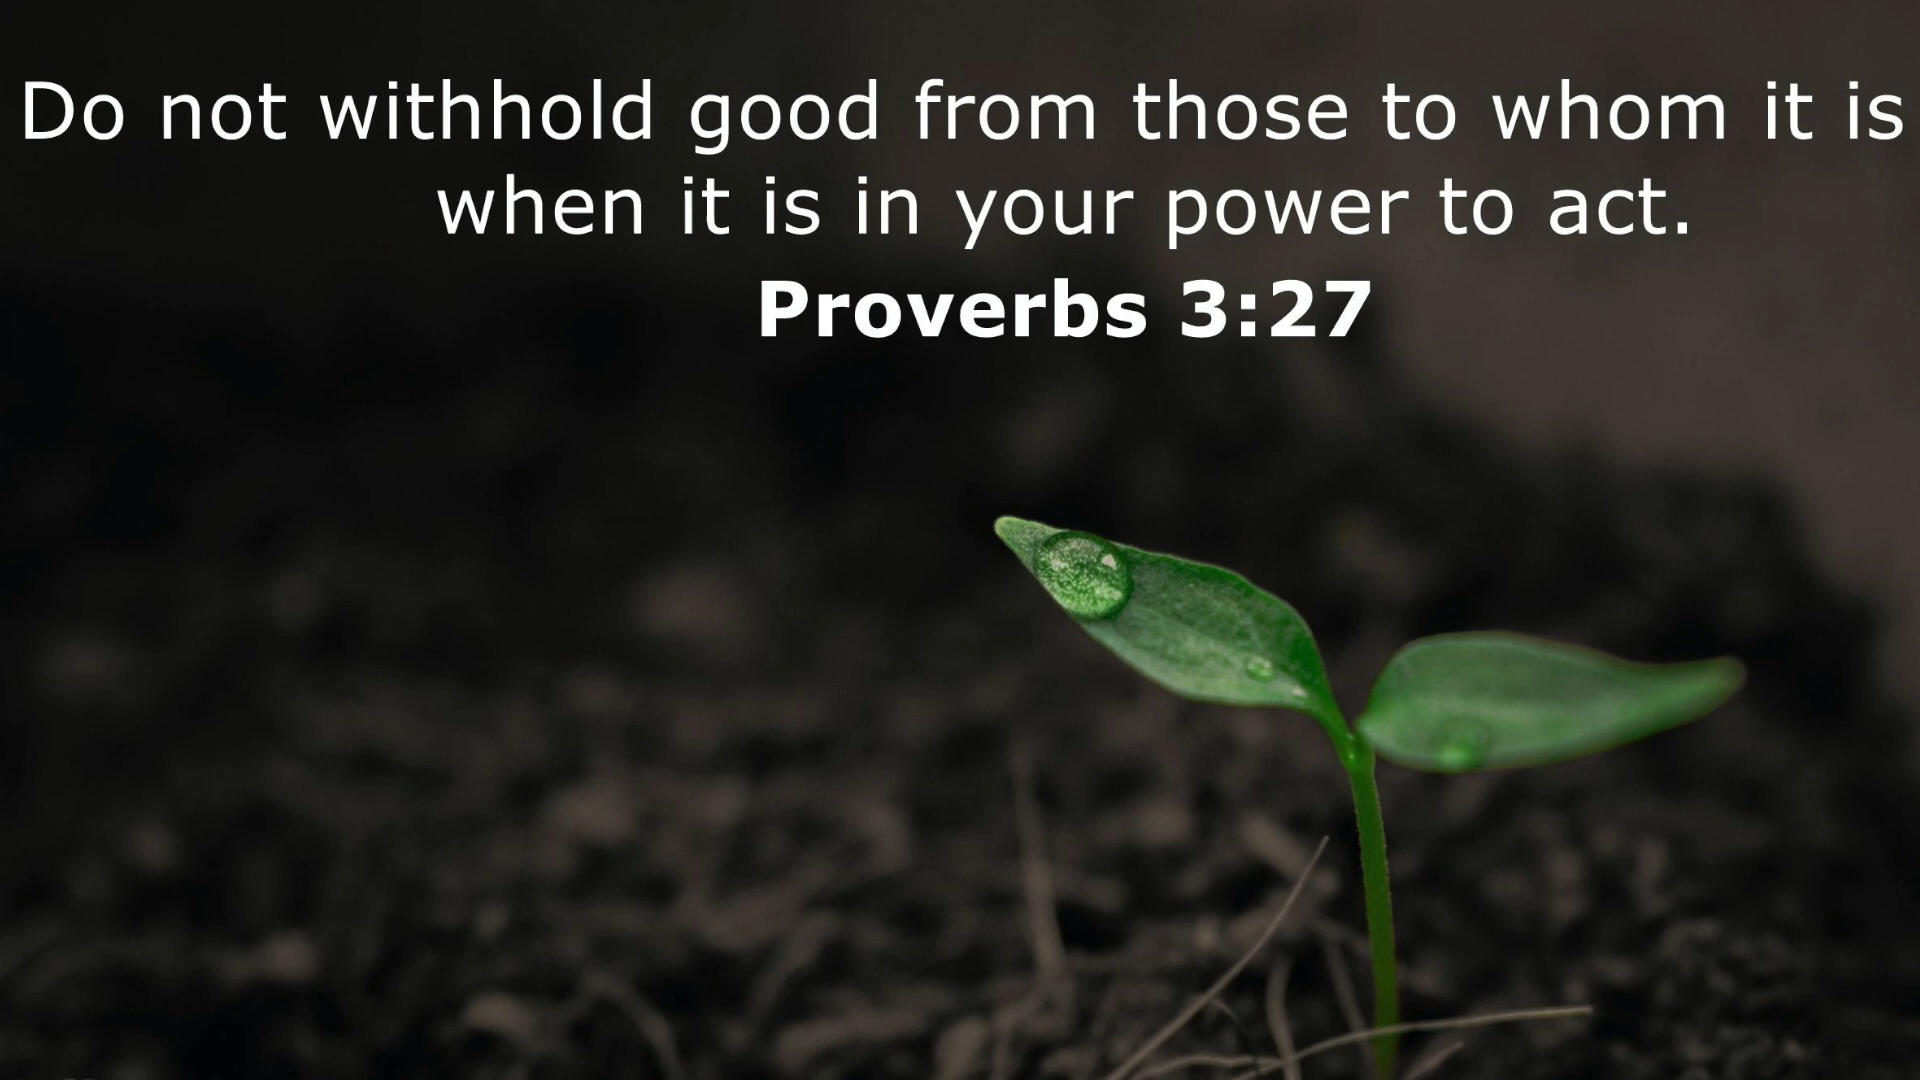 Do not withhold good from those to whom it is
when it is in your power to act.
Proverbs 3:27